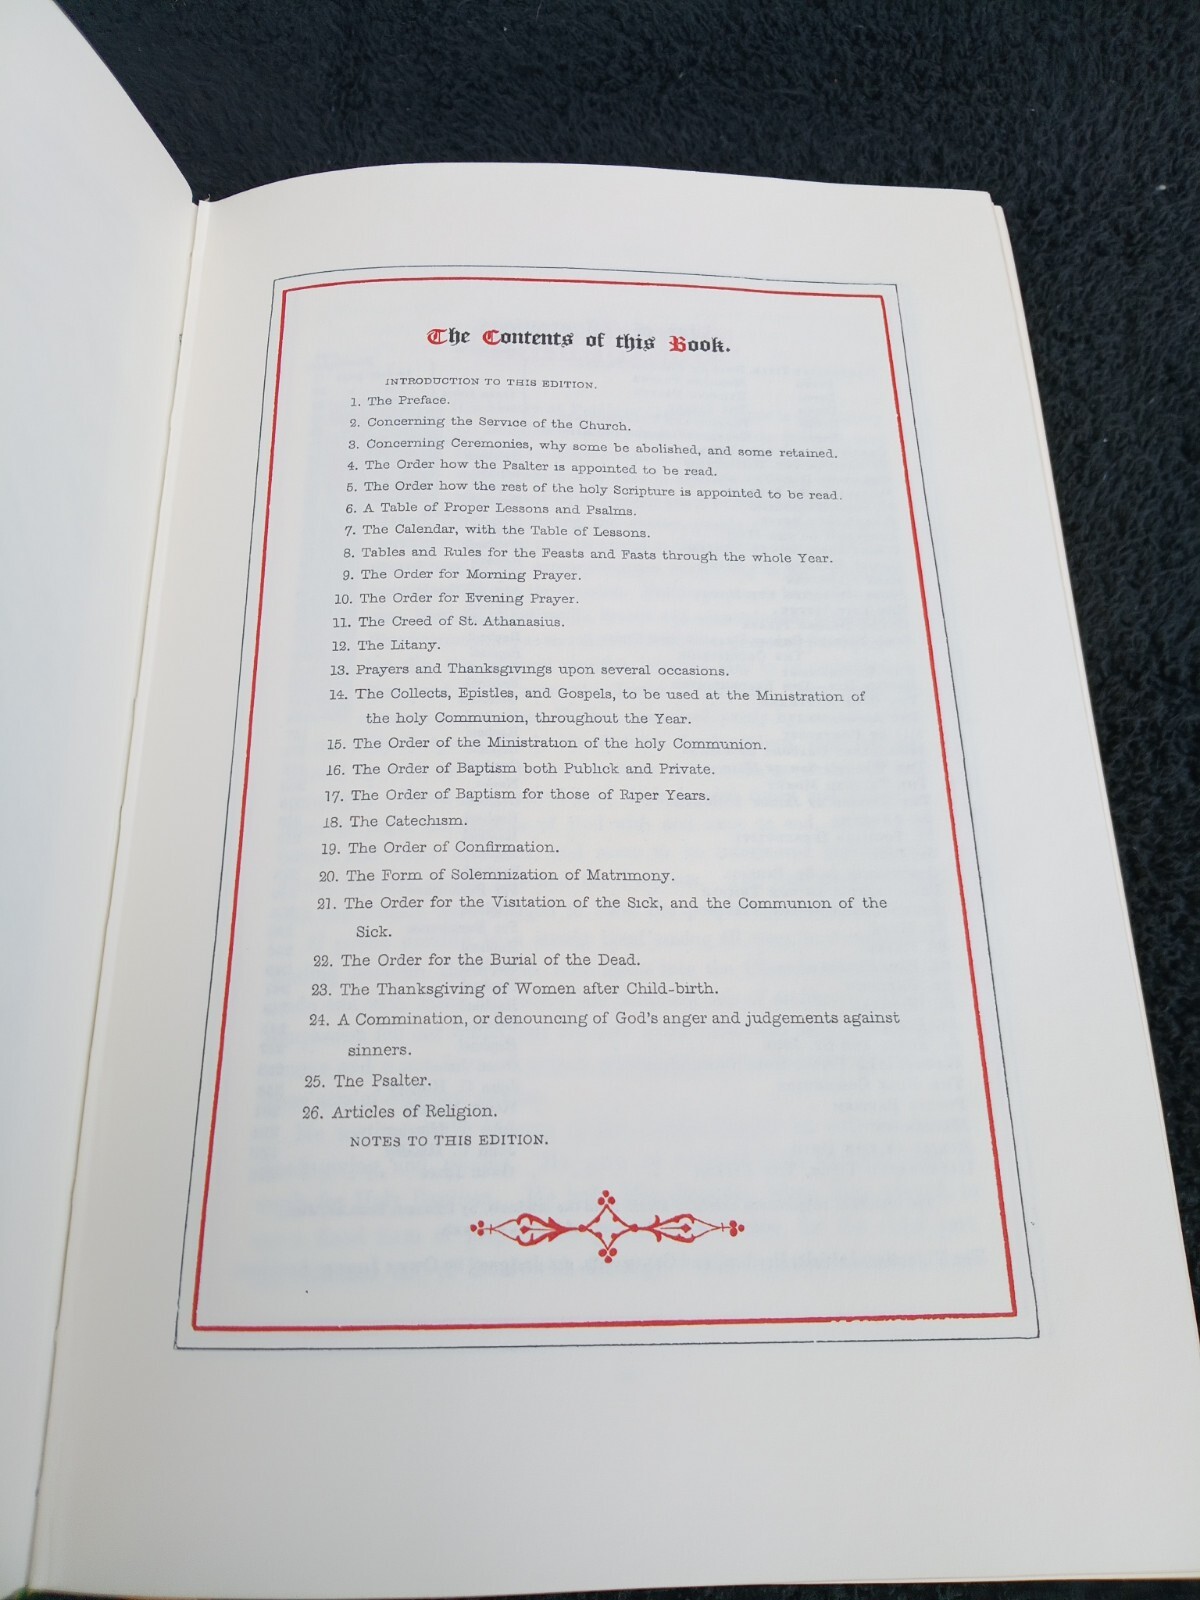 The Contents of this Book.
INTRODUCTION TO THIS EDITION.
1. The Preface.
2. Concerning the Service of the Church.
3. Concerning Ceremonies, why some be abolished, and some retained.
4. The Order how the Psalter is appointed to be read.
5. The Order how the rest of the holy Scripture is appointed to be read.
6. A Table of Proper Lessons and Psalms.
7. The Calendar, with the Table of Lessons.
8. Tables and Rules for the Feasts and Fasts through the whole Year.
9. The Order for Morning Prayer.
10. The Order for Evening Prayer.
11. The Creed of St. Athanasius.
12. The Litany.
13. Prayers and Thanksgivings upon several occasions.
14. The Collects, Epistles, and Gospels, to be used at the Ministration of
the holy Communion, throughout the Year.
15. The Order of the Ministration of the holy Communion.
16. The Order of Baptism both Publick and Private.
17. The Order of Baptism for those of Riper Years.
18. The Catechism.
19. The Order of Confirmation.
20. The Form of Solemnization of Matrimony.
21. The Order for the Visitation of the Sick, and the Communion of the
Sick.
22. The Order for the Burial of the Dead.
23. The Thanksgiving of Women after Child-birth.
24. A Commination, or denouncing of God's anger and judgements against
sinners.
25. The Psalter.
26. Articles of Religion.
NOTES TO THIS EDITION.